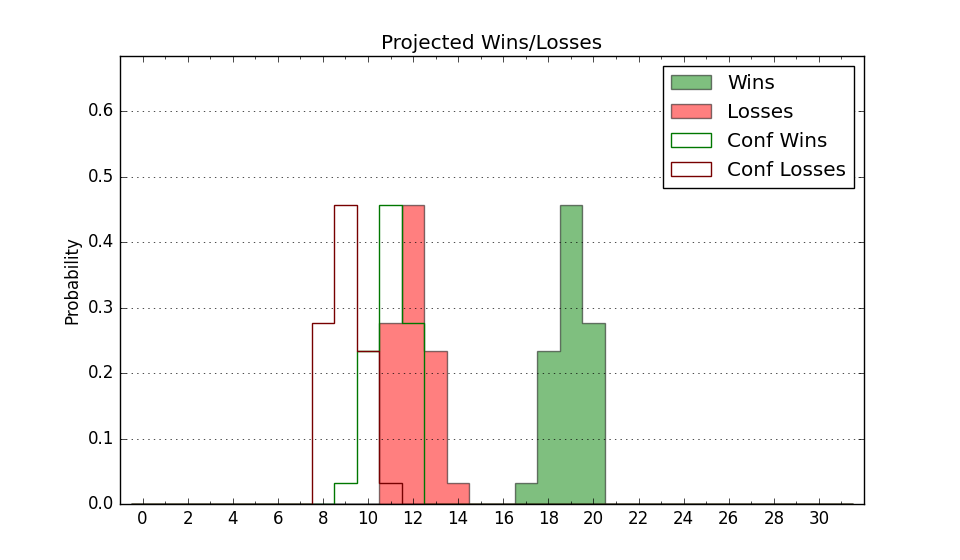 Projected Wins/Losses
Wins
Losses
Conf Wins
Conf Losses
Probability
0.6
0.5
0.4
0.3
0.2
0.1
0.0
0 2 4 6 8 10 12 14 16 18 20 22 24 26 28 30